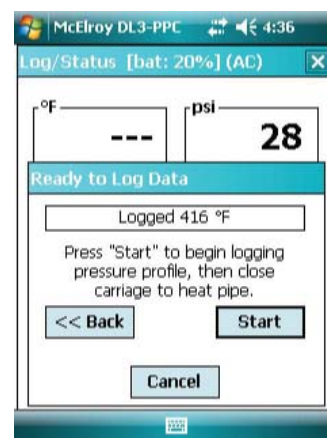 McElroy DL3-PPC 4:36
Log/Status [bat: 20%] (AC) X
°F psi
--- 28
Ready to Log Data
Logged 416 °F
Press "Start" to begin logging
pressure profile, then close
carriage to heat pipe.
<< Back Start
Cancel